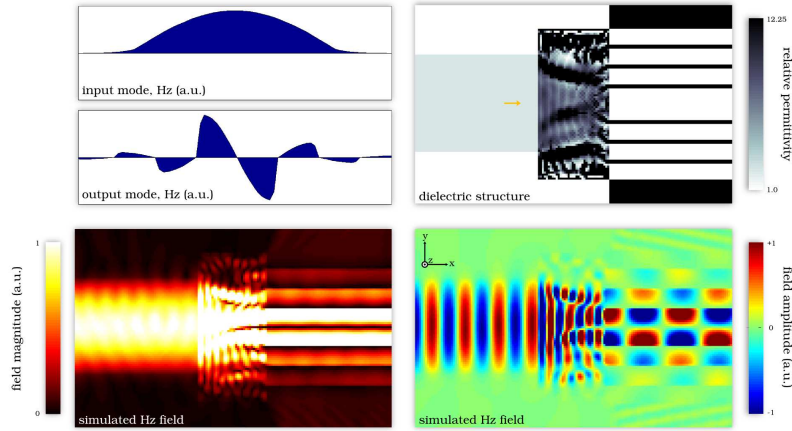 input mode, Hz (a.u.)
output mode, Hz (a.u.)
dielectric structure
12.25
relative permittivity
1.0
field magnitude (a.u.)
1
0
simulated Hz field
y
z
x
simulated Hz field
+1
0
-1
field amplitude (a.u.)